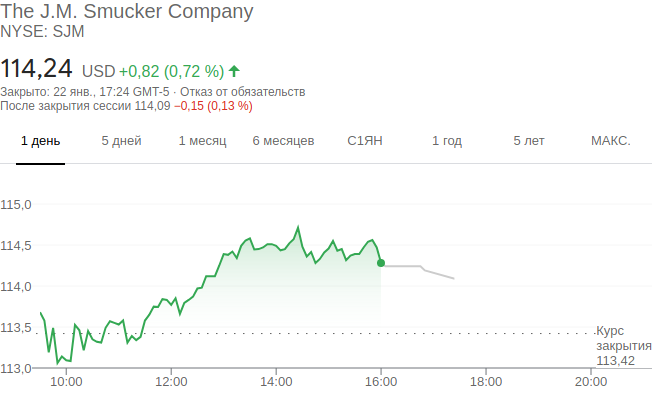 The J.M. Smucker Company
NYSE: SJM
114,24 USD +0,82 (0,72 %)
Закрыто: 22 янв., 17:24 GMT-5 · Отказ от обязательств
После закрытия сессии 114,09 −0,15 (0,13 %)
1 день 5 дней 1 месяц 6 месяцев С1ЯН 1 год 5 лет МАКС.
115,0
114,5
114,0
113,5
Курс
закрытия
113,42
113,0
10:00 12:00 14:00 16:00 18:00 20:00